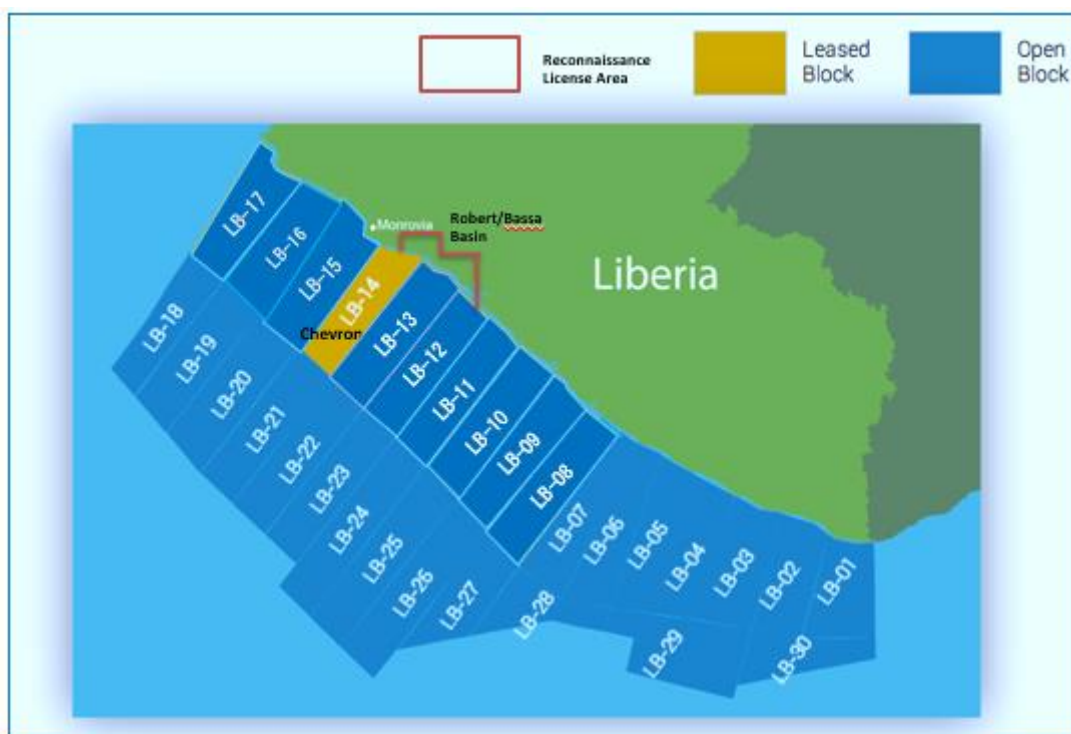 Reconnaissance
License Area
Leased
Block
Open
Block
Monrovia
Robert/Bassa
Basin
Liberia
Chevron
LB-17
LB-16
LB-15
LB-14
LB-13
LB-12
LB-11
LB-10
LB-09
LB-08
LB-18
LB-19
LB-20
LB-21
LB-22
LB-23
LB-24
LB-25
LB-26
LB-27
LB-28
LB-07
LB-06
LB-05
LB-04
LB-03
LB-02
LB-01
LB-29
LB-30